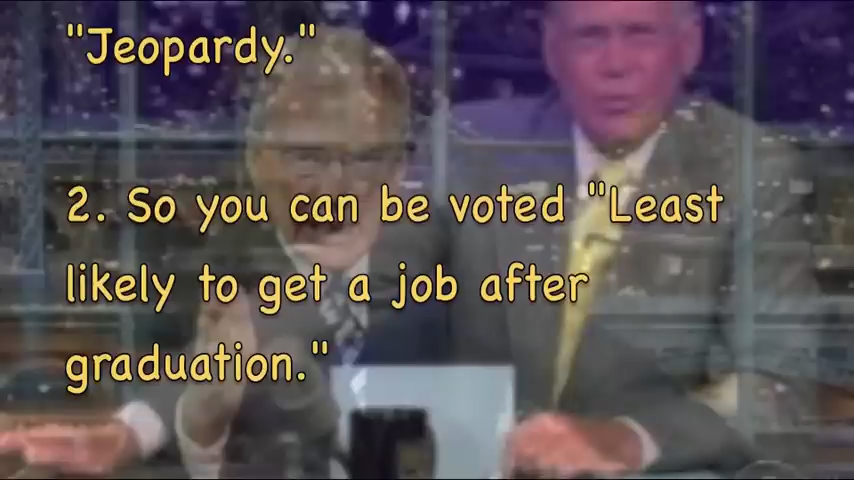 "Jeopardy."
2. So you can be voted "Least
likely to get a job after
graduation."